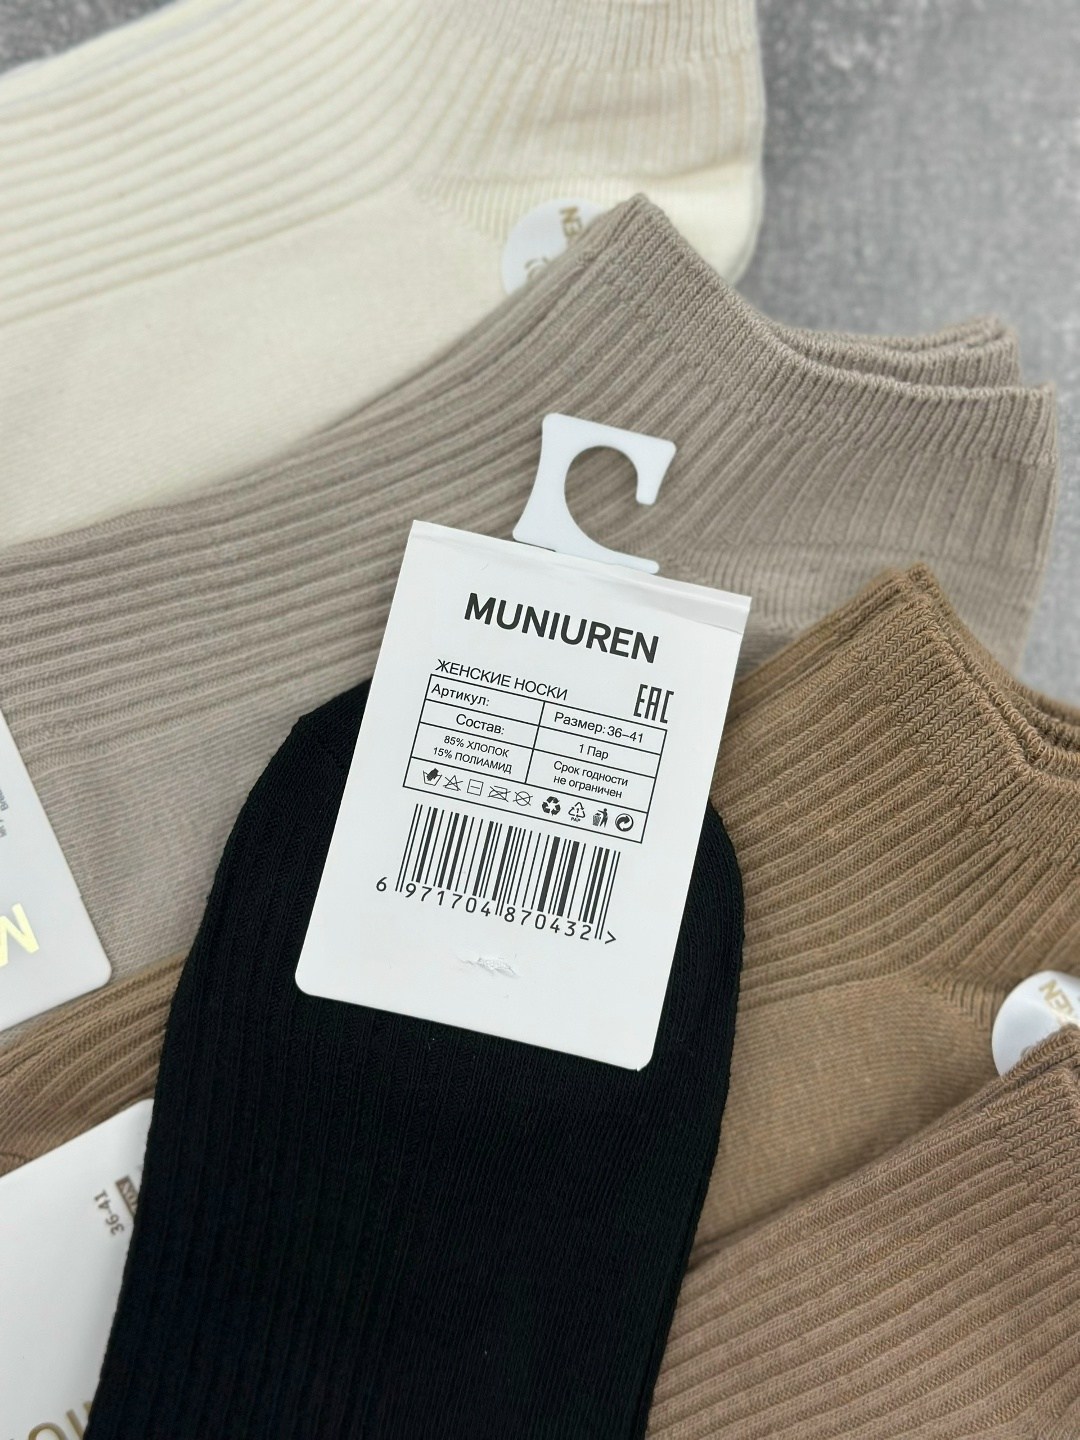 MUNIUREN
ЖЕНСКИЕ НОСКИ
EAC
Артикул:
Размер: 36–41
Состав:
1 Пар
85% ХЛОПОК
15% ПОЛИАМИД
Срок годности
не ограничен
PAP
6 971704 870432 >
36-41